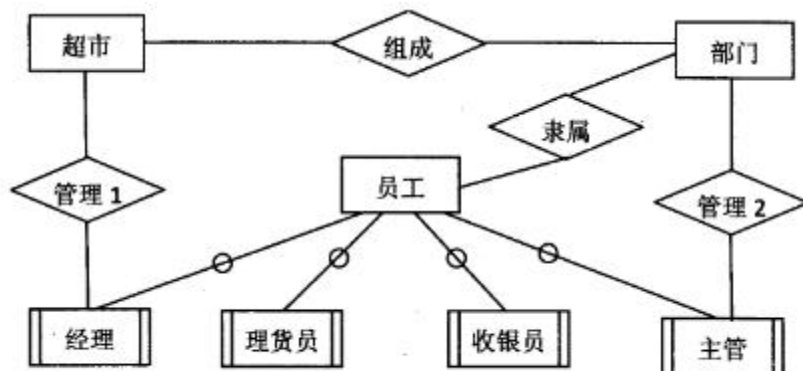 超市
组成
部门
隶属
员工
管理1
管理2
经理
理货员
收银员
主管